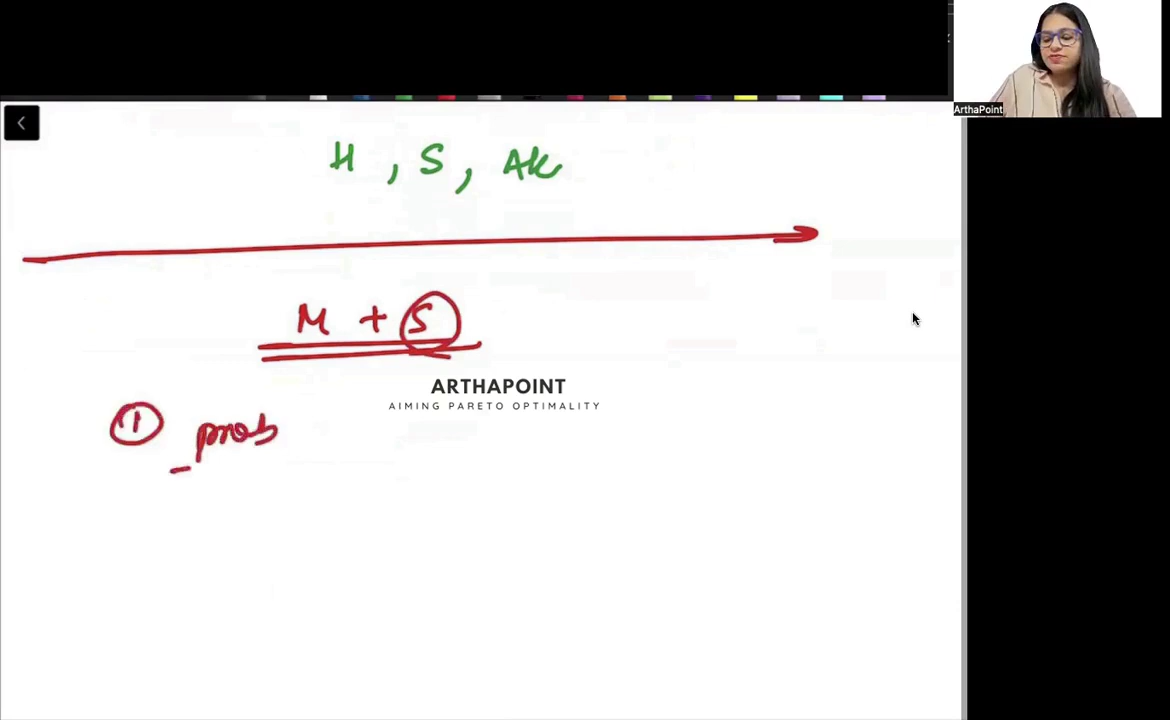 ArthaPoint
H , S, AK
M + S
ARTHAPOINT
AIMING PARETO OPTIMALITY
① prob